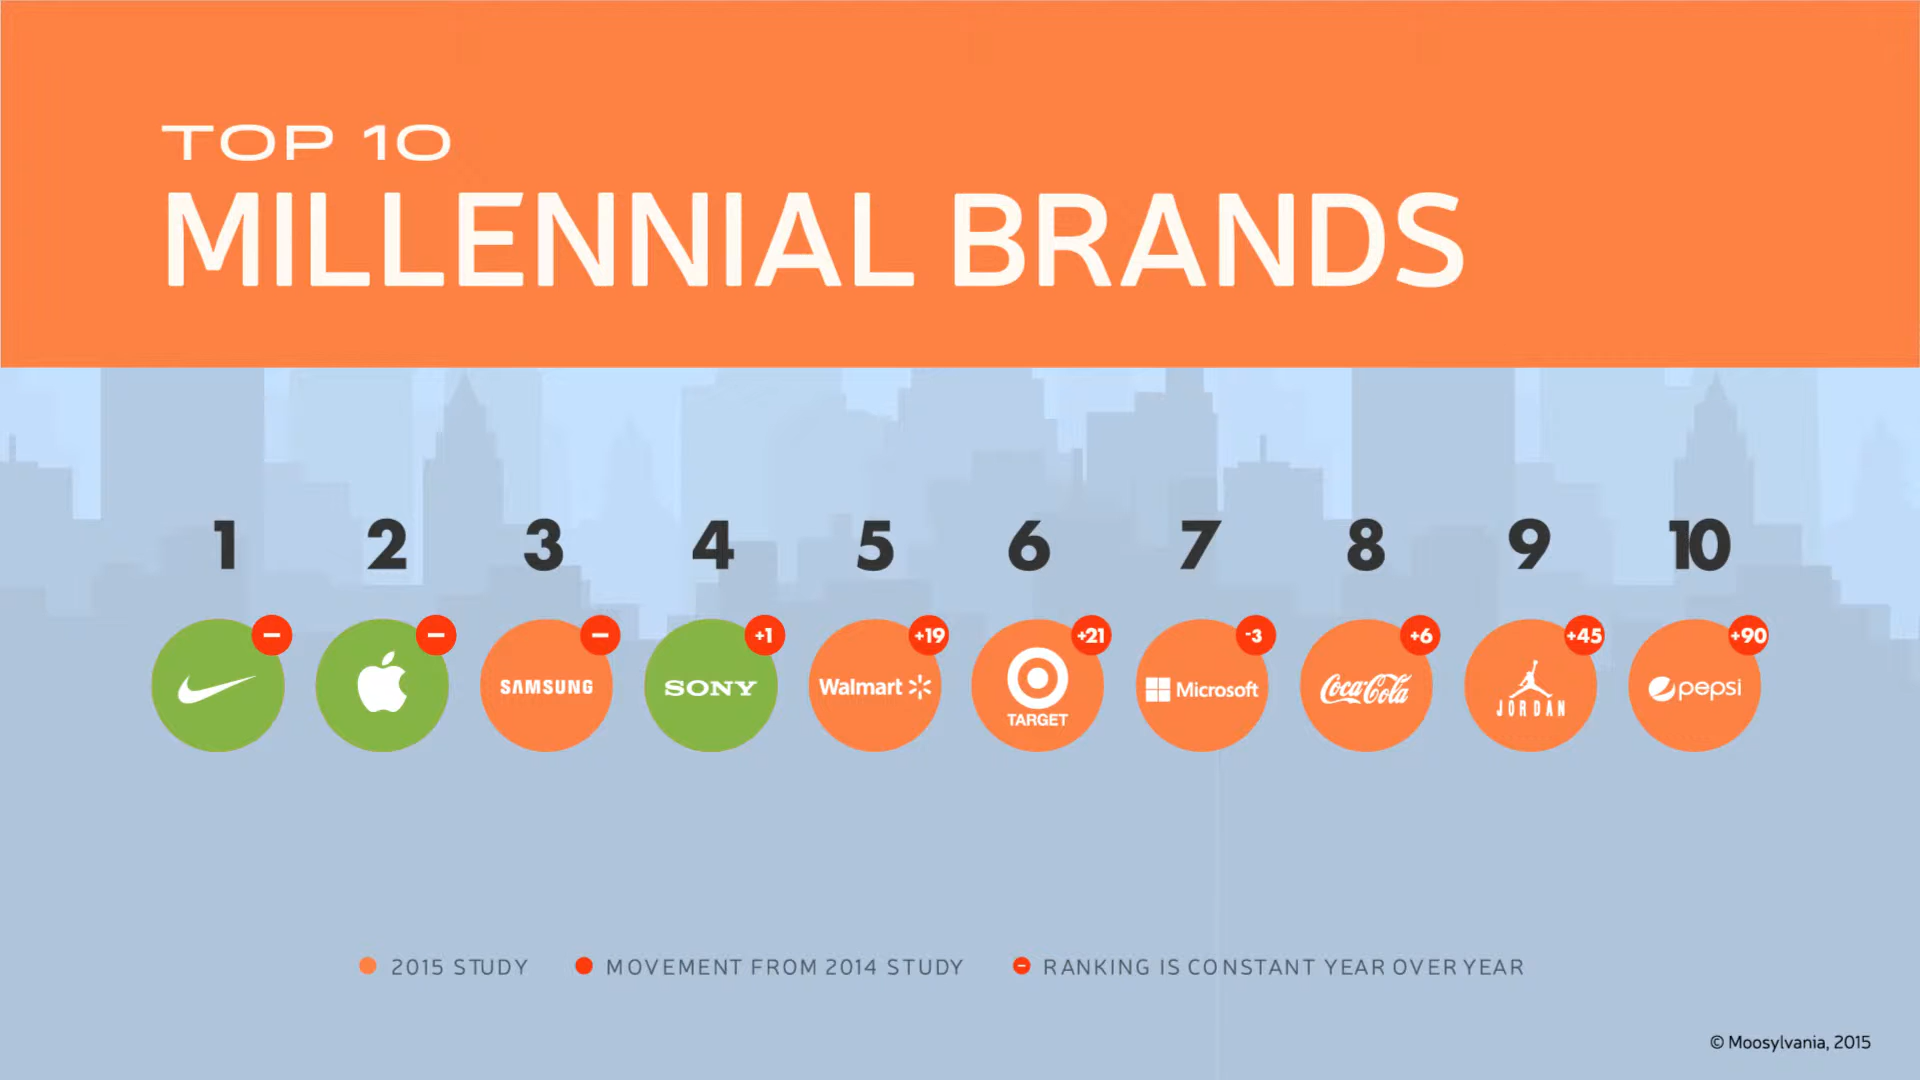 TOP 10
MILLENNIAL BRANDS
1 2 3 4 5 6 7 8 9 10
– – – +1 +19 +21 -3 +6 +45 +90
SAMSUNG SONY Walmart TARGET Microsoft Coca-Cola JORDAN pepsi
2015 STUDY MOVEMENT FROM 2014 STUDY – RANKING IS CONSTANT YEAR OVER YEAR
© Moosylvania, 2015